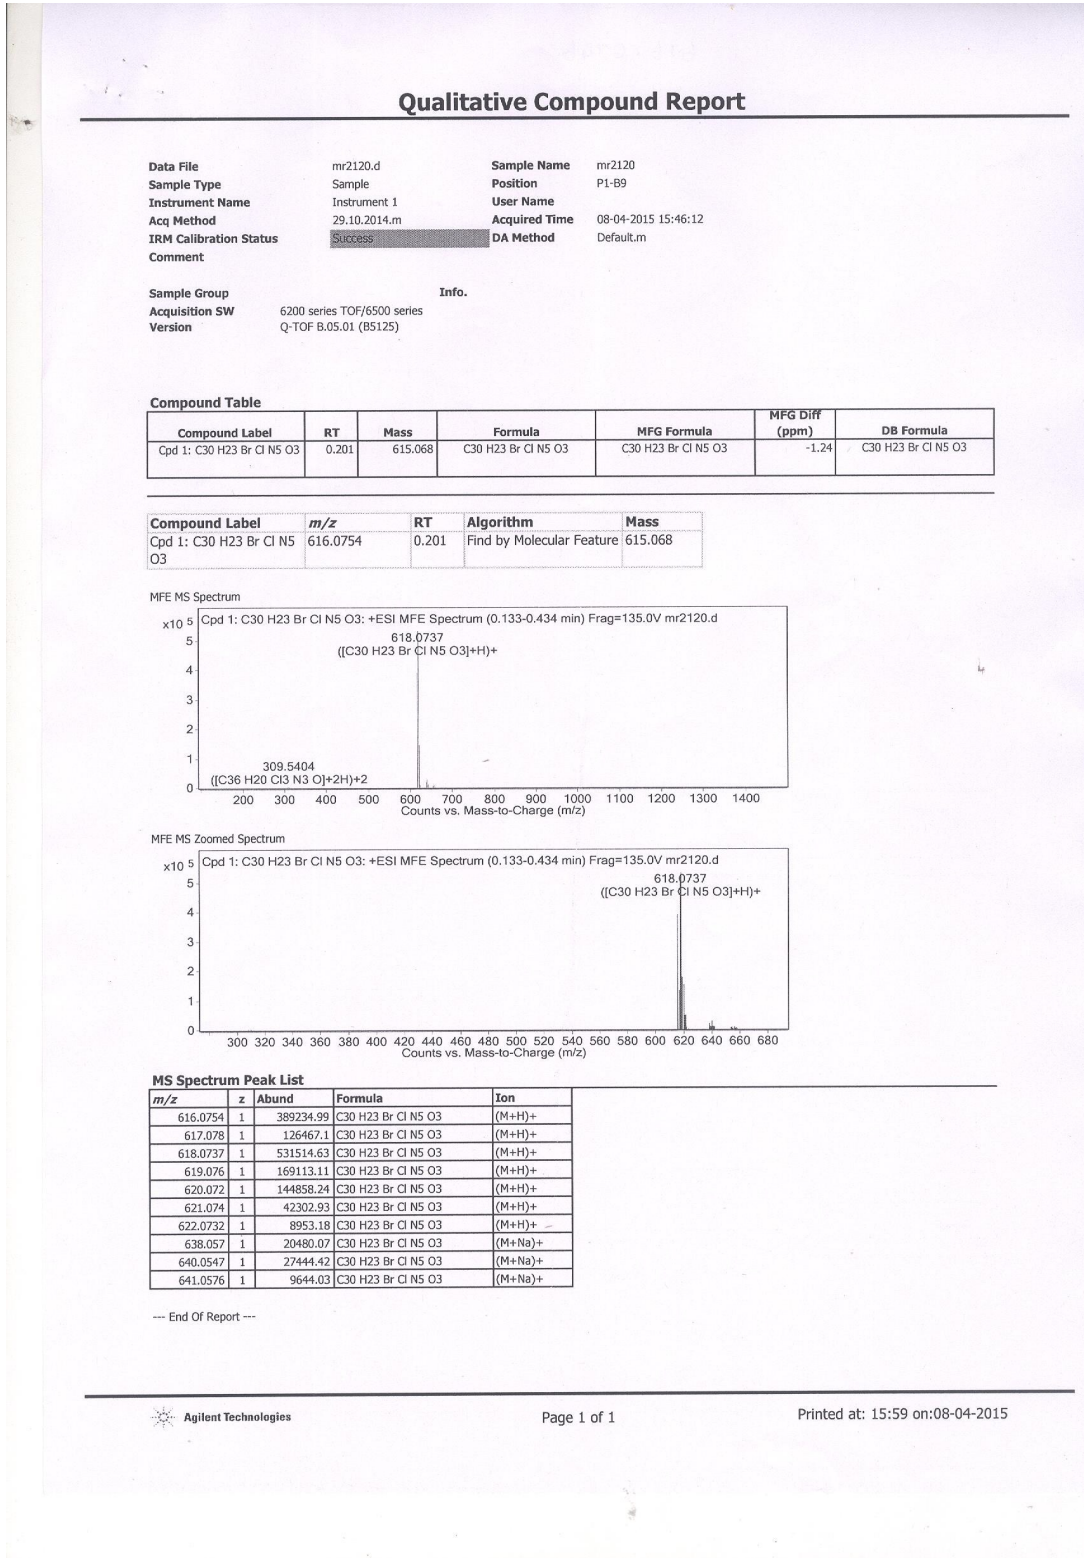 Qualitative Compound Report
Data File mr2120.d Sample Name mr2120
Sample Type Sample Position P1-B9
Instrument Name Instrument 1 User Name
Acq Method 29.10.2014.m Acquired Time 08-04-2015 15:46:12
IRM Calibration Status Success DA Method Default.m
Comment
Sample Group Info.
Acquisition SW 6200 series TOF/6500 series
Version Q-TOF B.05.01 (B5125)
Compound Table
Compound Label RT Mass Formula MFG Formula MFG Diff (ppm) DB Formula
Cpd 1: C30 H23 Br Cl N5 O3 0.201 615.068 C30 H23 Br Cl N5 O3 C30 H23 Br Cl N5 O3 -1.24 C30 H23 Br Cl N5 O3
Compound Label m/z RT Algorithm Mass
Cpd 1: C30 H23 Br Cl N5 616.0754 0.201 Find by Molecular Feature 615.068
O3
MFE MS Spectrum
x10 5 Cpd 1: C30 H23 Br Cl N5 O3: +ESI MFE Spectrum (0.133-0.434 min) Frag=135.0V mr2120.d
618.0737
5
([C30 H23 Br Cl N5 O3]+H)+
4
3
2
1
309.5404
([C36 H20 Cl3 N3 O]+2H)+2
0
200 300 400 500 600 700 800 900 1000 1100 1200 1300 1400
Counts vs. Mass-to-Charge (m/z)
MFE MS Zoomed Spectrum
x10 5 Cpd 1: C30 H23 Br Cl N5 O3: +ESI MFE Spectrum (0.133-0.434 min) Frag=135.0V mr2120.d
618.0737
5
([C30 H23 Br Cl N5 O3]+H)+
4
3
2
1
0
300 320 340 360 380 400 420 440 460 480 500 520 540 560 580 600 620 640 660 680
Counts vs. Mass-to-Charge (m/z)
MS Spectrum Peak List
m/z z Abund Formula Ion
616.0754 1 389234.99 C30 H23 Br Cl N5 O3 (M+H)+
617.078 1 126467.1 C30 H23 Br Cl N5 O3 (M+H)+
618.0737 1 531514.63 C30 H23 Br Cl N5 O3 (M+H)+
619.076 1 169113.11 C30 H23 Br Cl N5 O3 (M+H)+
620.072 1 144858.24 C30 H23 Br Cl N5 O3 (M+H)+
621.074 1 42302.93 C30 H23 Br Cl N5 O3 (M+H)+
622.0732 1 8953.18 C30 H23 Br Cl N5 O3 (M+H)+
638.057 1 20480.07 C30 H23 Br Cl N5 O3 (M+Na)+
640.0547 1 27444.42 C30 H23 Br Cl N5 O3 (M+Na)+
641.0576 1 9644.03 C30 H23 Br Cl N5 O3 (M+Na)+
--- End Of Report ---
Agilent Technologies Page 1 of 1 Printed at: 15:59 on:08-04-2015